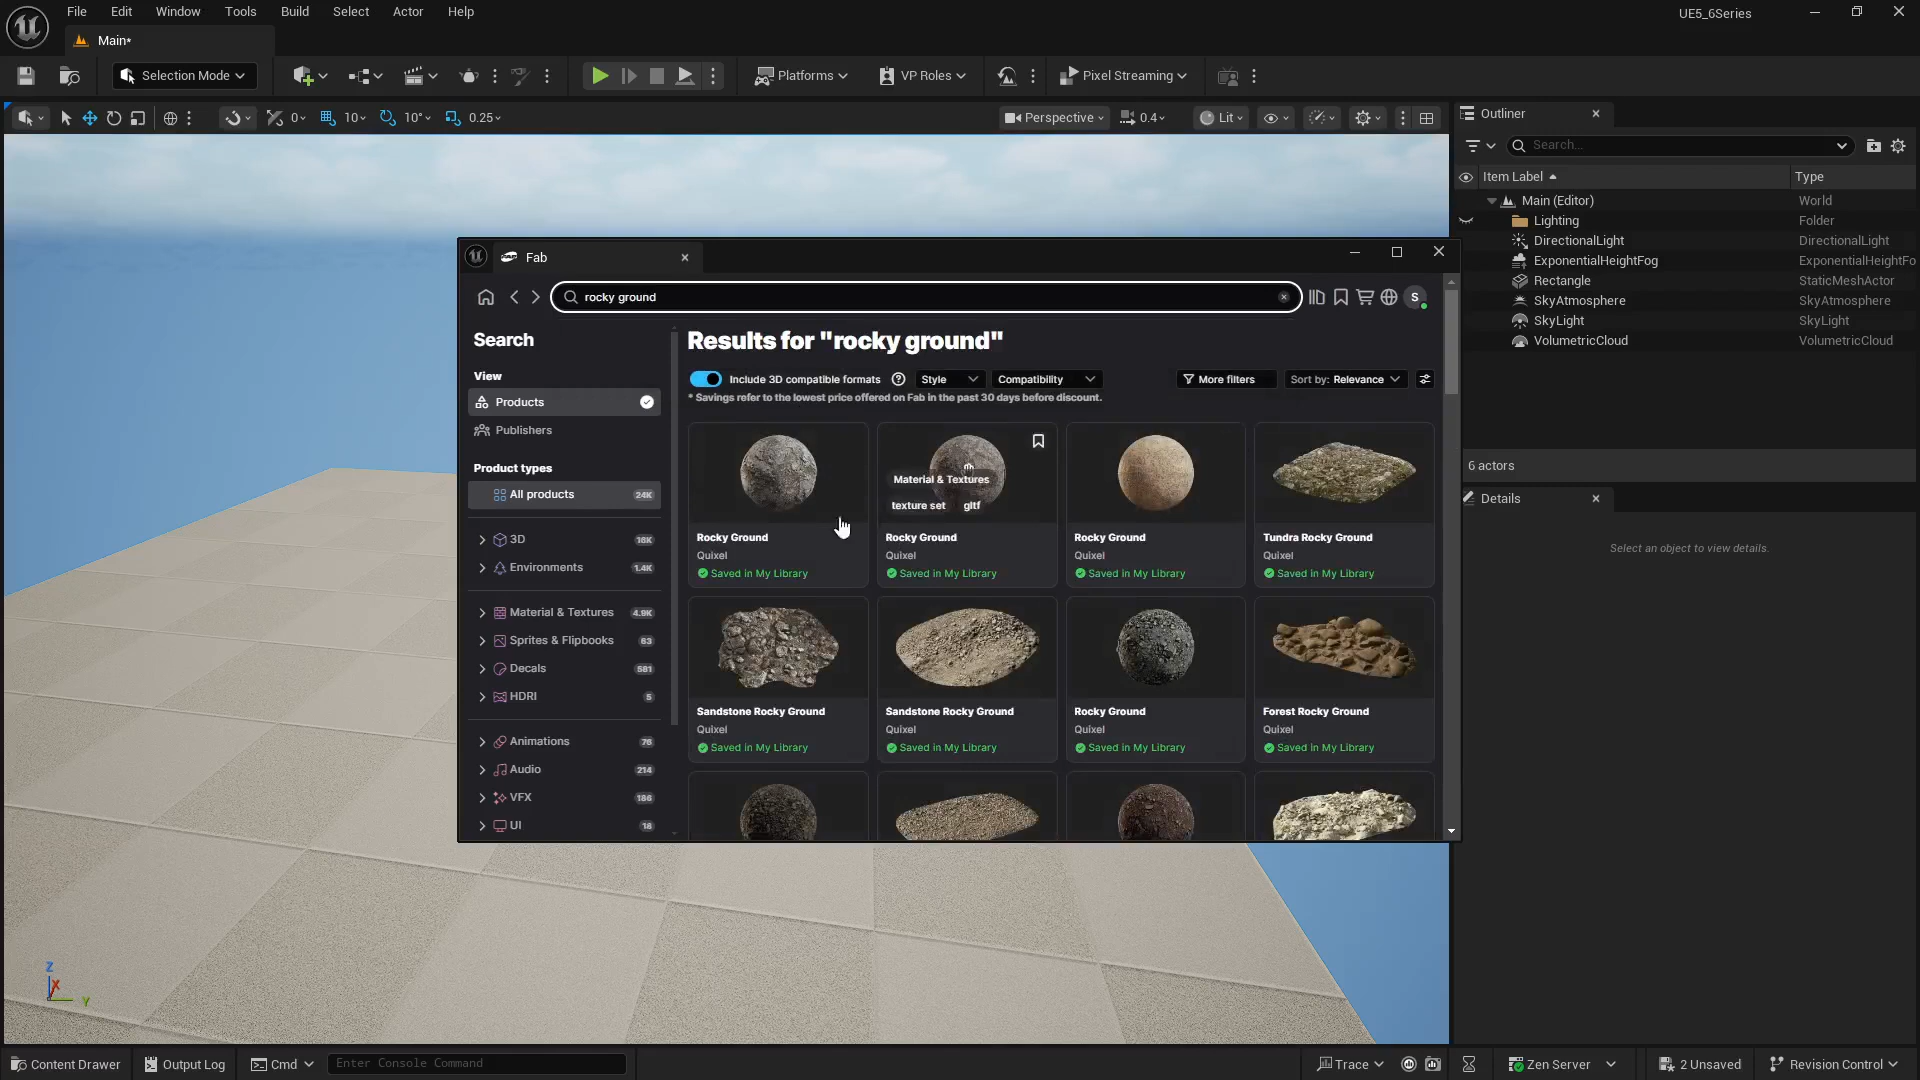 File Edit Window Tools Build Select Actor Help
UE5_6Series
Main*
Selection Mode
Platforms
VP Roles
Pixel Streaming
0
10
10°
0.25
Perspective
0.4
Lit
Outliner
Search...
Item Label
Type
Main (Editor) World
Lighting Folder
DirectionalLight DirectionalLight
ExponentialHeightFog ExponentialHeightFo
Rectangle StaticMeshActor
SkyAtmosphere SkyAtmosphere
SkyLight SkyLight
VolumetricCloud VolumetricCloud
6 actors
Details
Select an object to view details.
Fab
rocky ground
S
Search
View
Products
Publishers
Product types
All products 24K
3D 18K
Environments 1.4K
Material & Textures 4.9K
Sprites & Flipbooks 83
Decals 581
HDRI 5
Animations 76
Audio 214
VFX 186
UI 18
Results for "rocky ground"
Include 3D compatible formats
Style
Compatibility
More filters
Sort by: Relevance
* Savings refer to the lowest price offered on Fab in the past 30 days before discount.
Material & Textures
texture set gltf
Rocky Ground
Quixel
Saved in My Library
Rocky Ground
Quixel
Saved in My Library
Rocky Ground
Quixel
Saved in My Library
Tundra Rocky Ground
Quixel
Saved in My Library
Sandstone Rocky Ground
Quixel
Saved in My Library
Sandstone Rocky Ground
Quixel
Saved in My Library
Rocky Ground
Quixel
Saved in My Library
Forest Rocky Ground
Quixel
Saved in My Library
Z
X
Y
Content Drawer
Output Log
Cmd
Enter Console Command
Trace
Zen Server
2 Unsaved
Revision Control